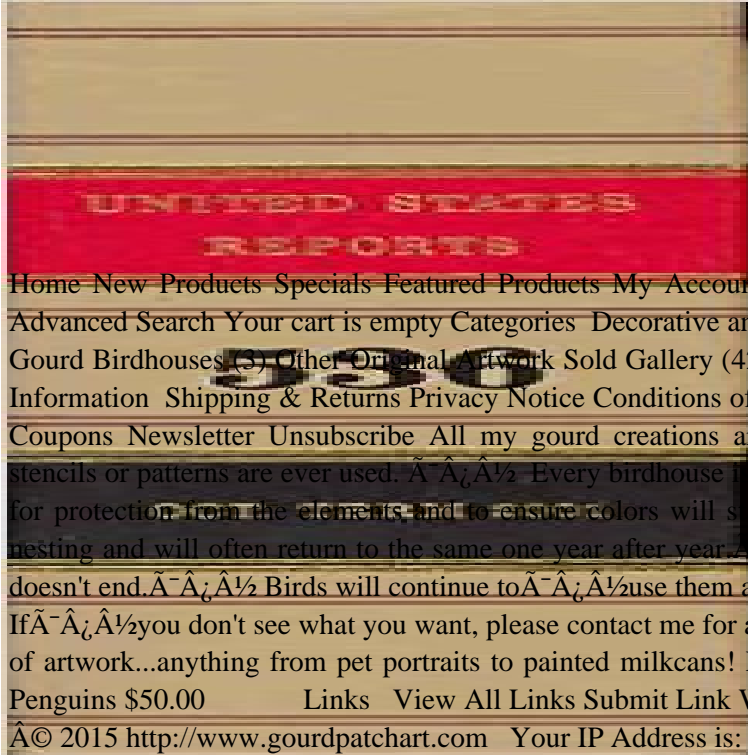 UNITED STATES
REPORTS
Home New Products Specials Featured Products My Accoun
Advanced Search Your cart is empty Categories Decorative an
Gourd Birdhouses (3) Other Original Artwork Sold Gallery (4
Information Shipping & Returns Privacy Notice Conditions of
Coupons Newsletter Unsubscribe All my gourd creations a
stencils or patterns are ever used. Ã¯Â¿Â½ Every birdhouse i
for protection from the elements and to ensure colors will s
nesting and will often return to the same one year after year.
doesn't end.Ã¯Â¿Â½ Birds will continue toÃ¯Â¿Â½use them a
IfÃ¯Â¿Â½you don't see what you want, please contact me for a
of artwork...anything from pet portraits to painted milkcans!
Penguins $50.00 Links View All Links Submit Link
Â© 2015 http://www.gourdpatchart.com Your IP Address is: